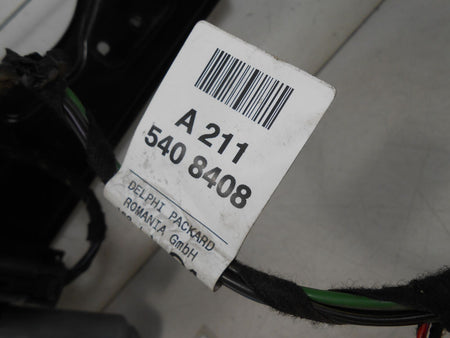 A 211
540 8408
DELPHI PACKARD
ROMANIA GmbH